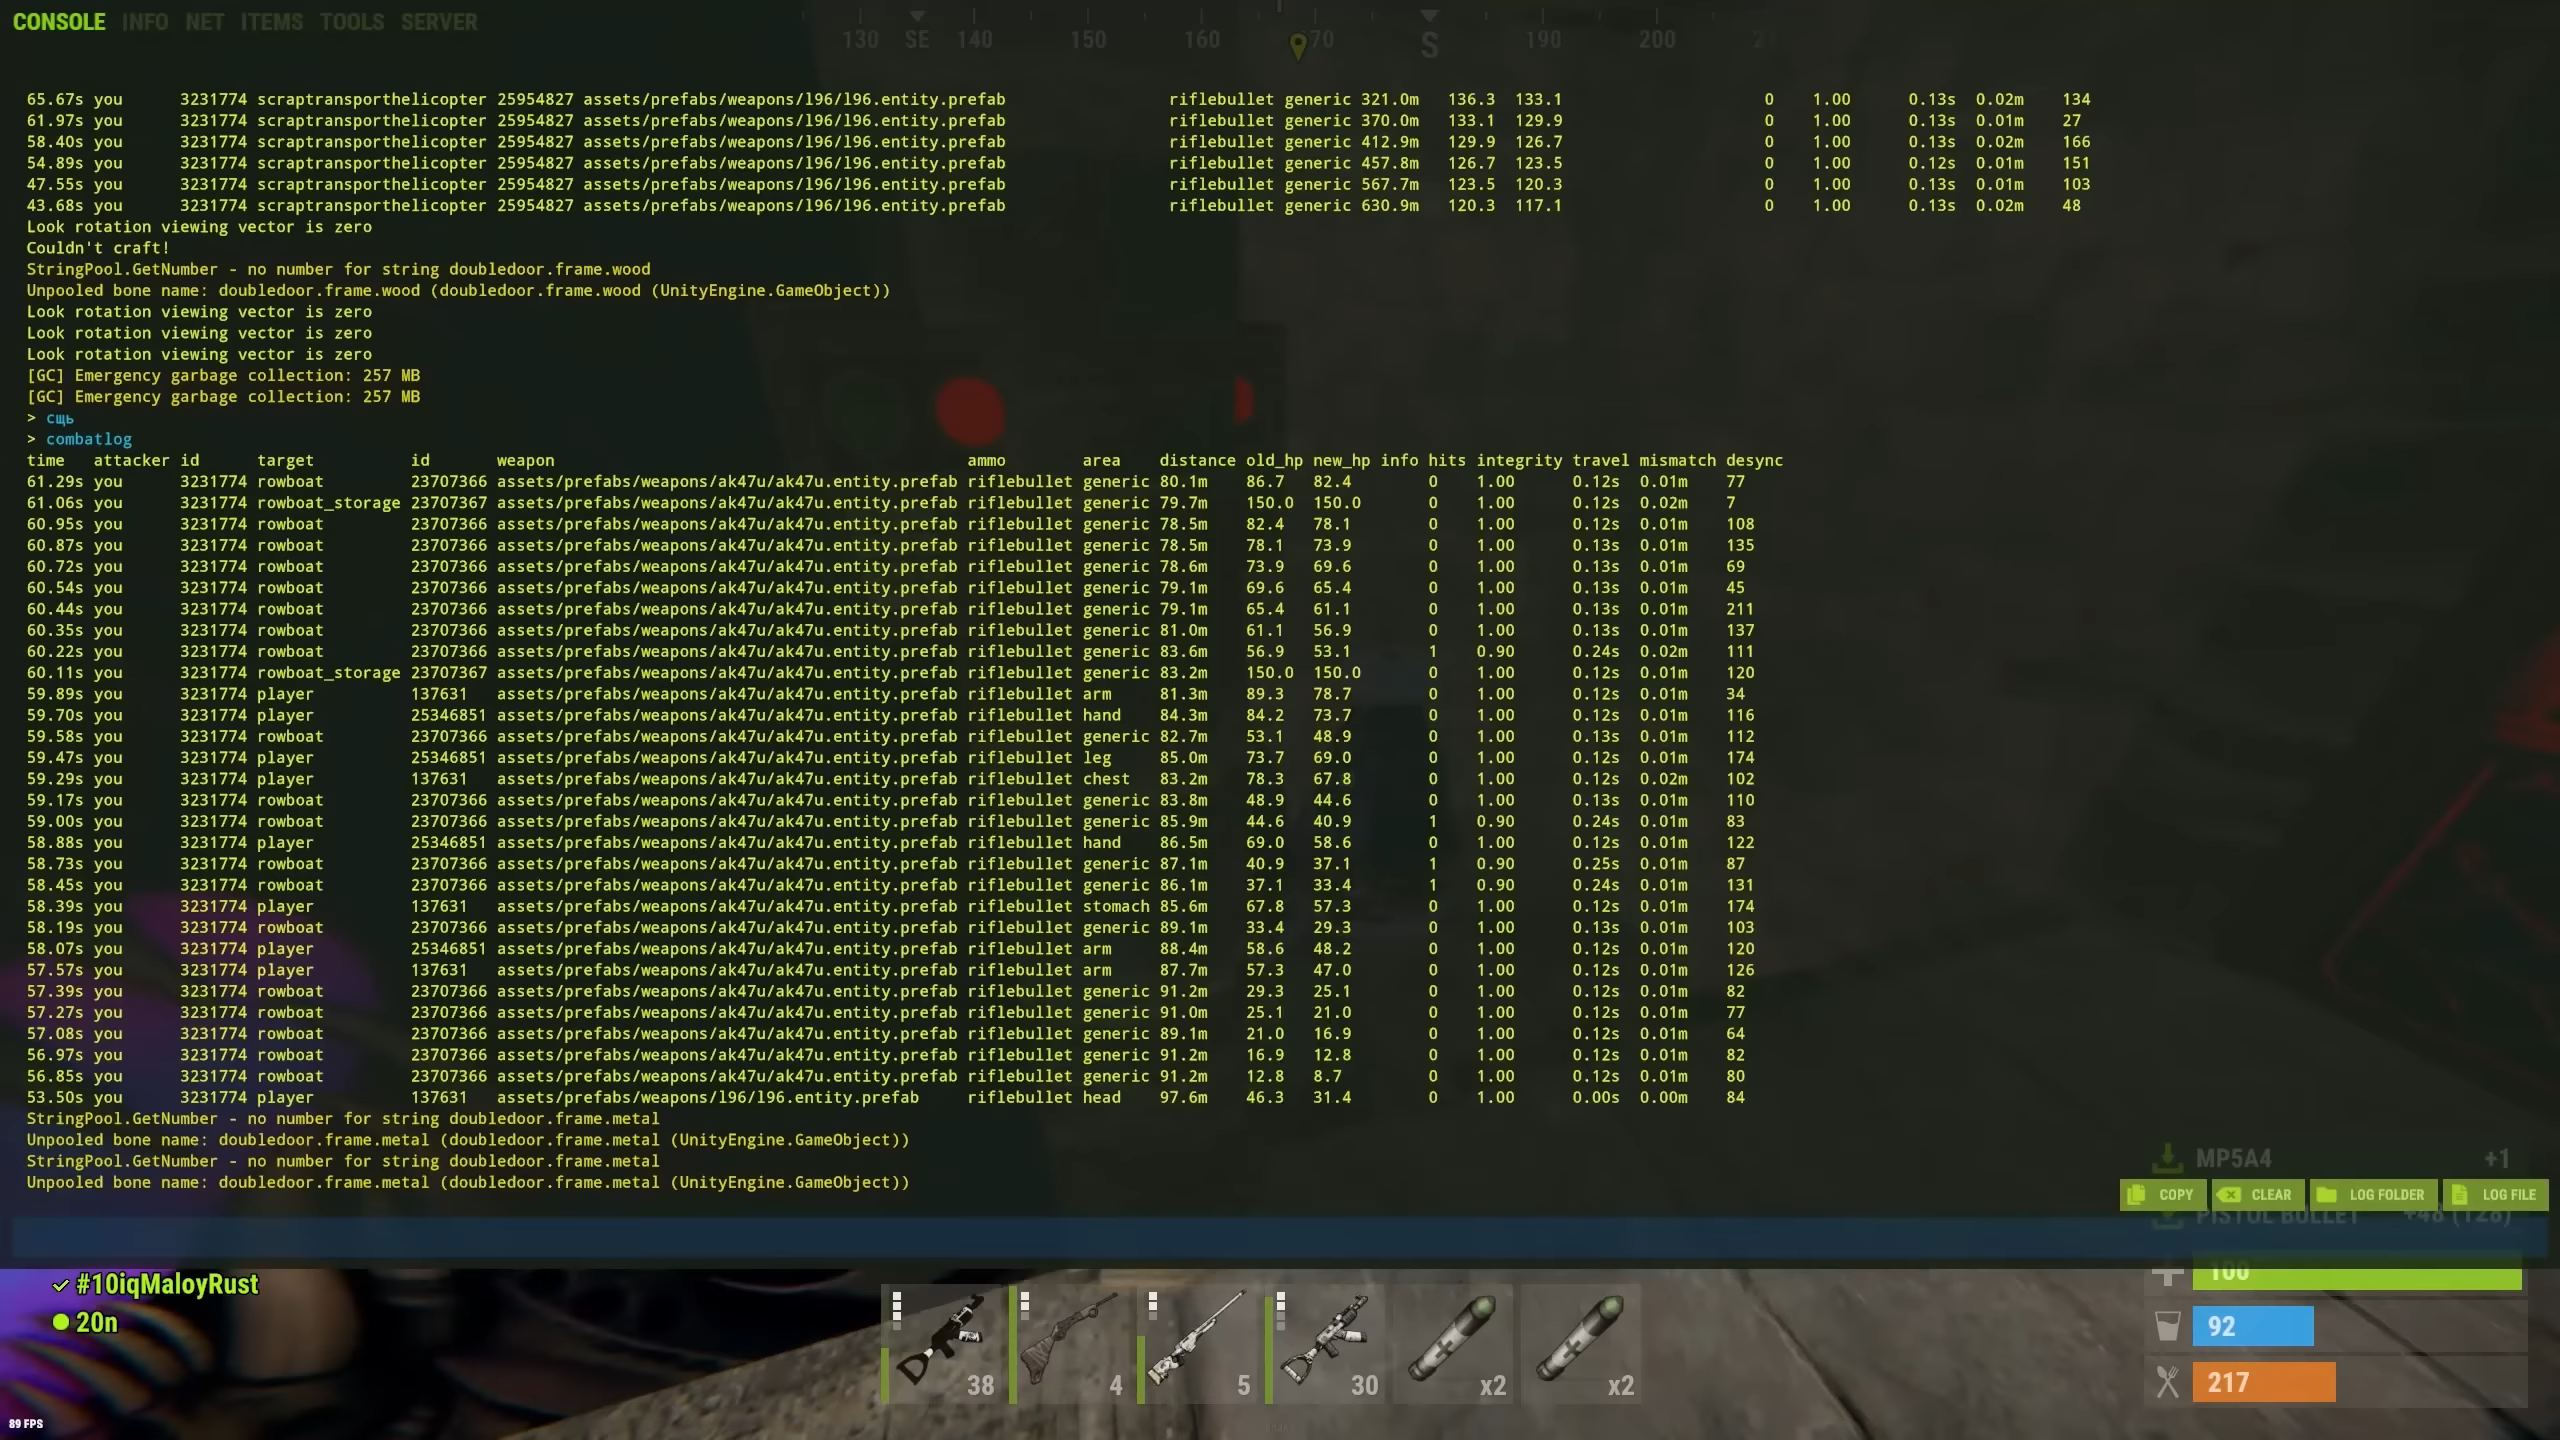 CONSOLE INFO NET ITEMS TOOLS SERVER
130 SE 140 150 160 70 S 190 200
65.67s you 3231774 scraptransporthelicopter 25954827 assets/prefabs/weapons/l96/l96.entity.prefab riflebullet generic 321.0m 136.3 133.1 0 1.00 0.13s 0.02m 134
61.97s you 3231774 scraptransporthelicopter 25954827 assets/prefabs/weapons/l96/l96.entity.prefab riflebullet generic 370.0m 133.1 129.9 0 1.00 0.13s 0.01m 27
58.40s you 3231774 scraptransporthelicopter 25954827 assets/prefabs/weapons/l96/l96.entity.prefab riflebullet generic 412.9m 129.9 126.7 0 1.00 0.13s 0.02m 166
54.89s you 3231774 scraptransporthelicopter 25954827 assets/prefabs/weapons/l96/l96.entity.prefab riflebullet generic 457.8m 126.7 123.5 0 1.00 0.12s 0.01m 151
47.55s you 3231774 scraptransporthelicopter 25954827 assets/prefabs/weapons/l96/l96.entity.prefab riflebullet generic 567.7m 123.5 120.3 0 1.00 0.13s 0.01m 103
43.68s you 3231774 scraptransporthelicopter 25954827 assets/prefabs/weapons/l96/l96.entity.prefab riflebullet generic 630.9m 120.3 117.1 0 1.00 0.13s 0.02m 48
Look rotation viewing vector is zero
Couldn't craft!
StringPool.GetNumber - no number for string doubledoor.frame.wood
Unpooled bone name: doubledoor.frame.wood (doubledoor.frame.wood (UnityEngine.GameObject))
Look rotation viewing vector is zero
Look rotation viewing vector is zero
Look rotation viewing vector is zero
[GC] Emergency garbage collection: 257 MB
[GC] Emergency garbage collection: 257 MB
> сщь
> combatlog
time attacker id target id weapon ammo area distance old_hp new_hp info hits integrity travel mismatch desync
61.29s you 3231774 rowboat 23707366 assets/prefabs/weapons/ak47u/ak47u.entity.prefab riflebullet generic 80.1m 86.7 82.4 0 1.00 0.12s 0.01m 77
61.06s you 3231774 rowboat_storage 23707367 assets/prefabs/weapons/ak47u/ak47u.entity.prefab riflebullet generic 79.7m 150.0 150.0 0 1.00 0.12s 0.02m 7
60.95s you 3231774 rowboat 23707366 assets/prefabs/weapons/ak47u/ak47u.entity.prefab riflebullet generic 78.5m 82.4 78.1 0 1.00 0.12s 0.01m 108
60.87s you 3231774 rowboat 23707366 assets/prefabs/weapons/ak47u/ak47u.entity.prefab riflebullet generic 78.5m 78.1 73.9 0 1.00 0.13s 0.01m 135
60.72s you 3231774 rowboat 23707366 assets/prefabs/weapons/ak47u/ak47u.entity.prefab riflebullet generic 78.6m 73.9 69.6 0 1.00 0.13s 0.01m 69
60.54s you 3231774 rowboat 23707366 assets/prefabs/weapons/ak47u/ak47u.entity.prefab riflebullet generic 79.1m 69.6 65.4 0 1.00 0.13s 0.01m 45
60.44s you 3231774 rowboat 23707366 assets/prefabs/weapons/ak47u/ak47u.entity.prefab riflebullet generic 79.1m 65.4 61.1 0 1.00 0.13s 0.01m 211
60.35s you 3231774 rowboat 23707366 assets/prefabs/weapons/ak47u/ak47u.entity.prefab riflebullet generic 81.0m 61.1 56.9 0 1.00 0.13s 0.01m 137
60.22s you 3231774 rowboat 23707366 assets/prefabs/weapons/ak47u/ak47u.entity.prefab riflebullet generic 83.6m 56.9 53.1 1 0.90 0.24s 0.02m 111
60.11s you 3231774 rowboat_storage 23707367 assets/prefabs/weapons/ak47u/ak47u.entity.prefab riflebullet generic 83.2m 150.0 150.0 0 1.00 0.12s 0.01m 120
59.89s you 3231774 player 137631 assets/prefabs/weapons/ak47u/ak47u.entity.prefab riflebullet arm 81.3m 89.3 78.7 0 1.00 0.12s 0.01m 34
59.70s you 3231774 player 25346851 assets/prefabs/weapons/ak47u/ak47u.entity.prefab riflebullet hand 84.3m 84.2 73.7 0 1.00 0.12s 0.01m 116
59.58s you 3231774 rowboat 23707366 assets/prefabs/weapons/ak47u/ak47u.entity.prefab riflebullet generic 82.7m 53.1 48.9 0 1.00 0.13s 0.01m 112
59.47s you 3231774 player 25346851 assets/prefabs/weapons/ak47u/ak47u.entity.prefab riflebullet leg 85.0m 73.7 69.0 0 1.00 0.12s 0.01m 174
59.29s you 3231774 player 137631 assets/prefabs/weapons/ak47u/ak47u.entity.prefab riflebullet chest 83.2m 78.3 67.8 0 1.00 0.12s 0.02m 102
59.17s you 3231774 rowboat 23707366 assets/prefabs/weapons/ak47u/ak47u.entity.prefab riflebullet generic 83.8m 48.9 44.6 0 1.00 0.13s 0.01m 110
59.00s you 3231774 rowboat 23707366 assets/prefabs/weapons/ak47u/ak47u.entity.prefab riflebullet generic 85.9m 44.6 40.9 1 0.90 0.24s 0.01m 83
58.88s you 3231774 player 25346851 assets/prefabs/weapons/ak47u/ak47u.entity.prefab riflebullet hand 86.5m 69.0 58.6 0 1.00 0.12s 0.01m 122
58.73s you 3231774 rowboat 23707366 assets/prefabs/weapons/ak47u/ak47u.entity.prefab riflebullet generic 87.1m 40.9 37.1 1 0.90 0.25s 0.01m 87
58.45s you 3231774 rowboat 23707366 assets/prefabs/weapons/ak47u/ak47u.entity.prefab riflebullet generic 86.1m 37.1 33.4 1 0.90 0.24s 0.01m 131
58.39s you 3231774 player 137631 assets/prefabs/weapons/ak47u/ak47u.entity.prefab riflebullet stomach 85.6m 67.8 57.3 0 1.00 0.12s 0.01m 174
58.19s you 3231774 rowboat 23707366 assets/prefabs/weapons/ak47u/ak47u.entity.prefab riflebullet generic 89.1m 33.4 29.3 0 1.00 0.13s 0.01m 103
58.07s you 3231774 player 25346851 assets/prefabs/weapons/ak47u/ak47u.entity.prefab riflebullet arm 88.4m 58.6 48.2 0 1.00 0.12s 0.01m 120
57.57s you 3231774 player 137631 assets/prefabs/weapons/ak47u/ak47u.entity.prefab riflebullet arm 87.7m 57.3 47.0 0 1.00 0.12s 0.01m 126
57.39s you 3231774 rowboat 23707366 assets/prefabs/weapons/ak47u/ak47u.entity.prefab riflebullet generic 91.2m 29.3 25.1 0 1.00 0.12s 0.01m 82
57.27s you 3231774 rowboat 23707366 assets/prefabs/weapons/ak47u/ak47u.entity.prefab riflebullet generic 91.0m 25.1 21.0 0 1.00 0.12s 0.01m 77
57.08s you 3231774 rowboat 23707366 assets/prefabs/weapons/ak47u/ak47u.entity.prefab riflebullet generic 89.1m 21.0 16.9 0 1.00 0.12s 0.01m 64
56.97s you 3231774 rowboat 23707366 assets/prefabs/weapons/ak47u/ak47u.entity.prefab riflebullet generic 91.2m 16.9 12.8 0 1.00 0.12s 0.01m 82
56.85s you 3231774 rowboat 23707366 assets/prefabs/weapons/ak47u/ak47u.entity.prefab riflebullet generic 91.2m 12.8 8.7 0 1.00 0.12s 0.01m 80
53.50s you 3231774 player 137631 assets/prefabs/weapons/l96/l96.entity.prefab riflebullet head 97.6m 46.3 31.4 0 1.00 0.00s 0.00m 84
StringPool.GetNumber - no number for string doubledoor.frame.metal
Unpooled bone name: doubledoor.frame.metal (doubledoor.frame.metal (UnityEngine.GameObject))
StringPool.GetNumber - no number for string doubledoor.frame.metal
Unpooled bone name: doubledoor.frame.metal (doubledoor.frame.metal (UnityEngine.GameObject))
MP5A4 +1
COPY CLEAR LOG FOLDER LOG FILE
PISTOL BULLET +48 (128)
100
#10iqMaloyRust
20n
92
38 4 5 30 x2 x2
217
89 FPS